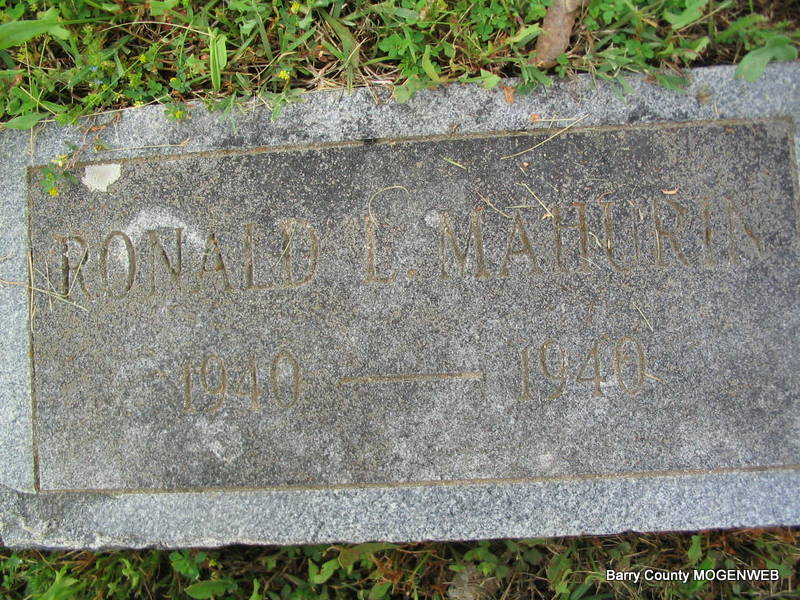 RONALD L. MAHURIN
1940 — 1940
Barry County MOGENWEB